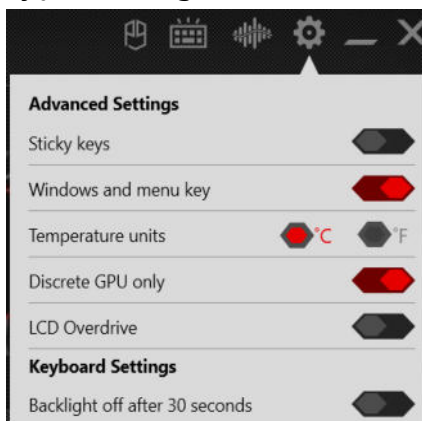 Advanced Settings
Sticky keys
Windows and menu key
Temperature units °C °F
Discrete GPU only
LCD Overdrive
Keyboard Settings
Backlight off after 30 seconds